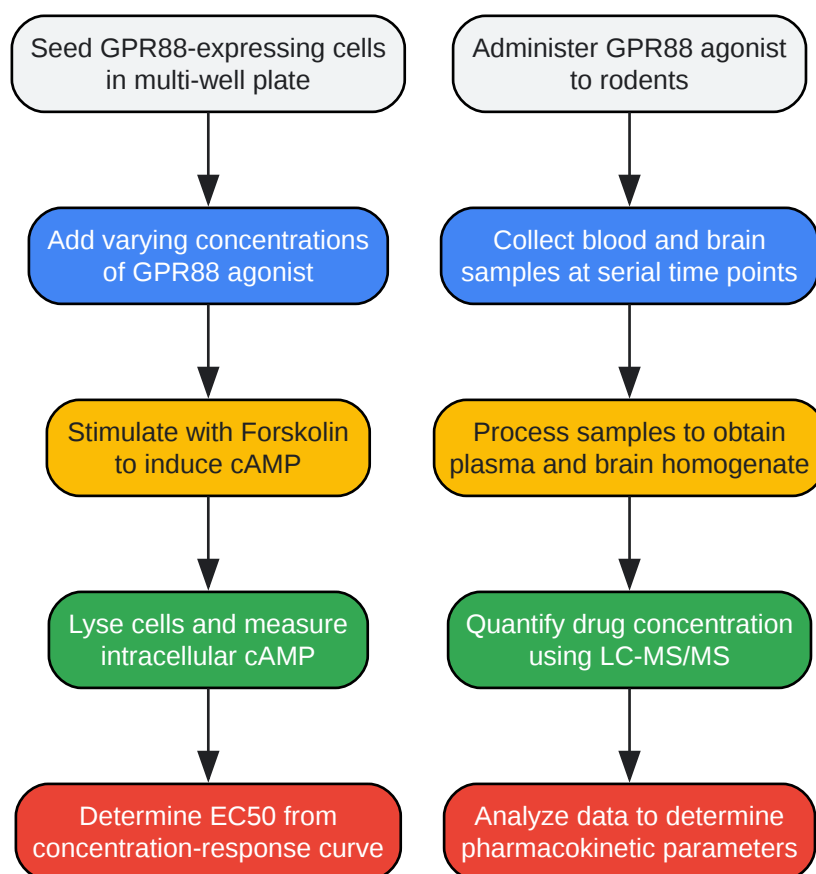 Seed GPR88-expressing cells
in multi-well plate
Add varying concentrations
of GPR88 agonist
Stimulate with Forskolin
to induce cAMP
Lyse cells and measure
intracellular cAMP
Determine EC50 from
concentration-response curve
Administer GPR88 agonist
to rodents
Collect blood and brain
samples at serial time points
Process samples to obtain
plasma and brain homogenate
Quantify drug concentration
using LC-MS/MS
Analyze data to determine
pharmacokinetic parameters